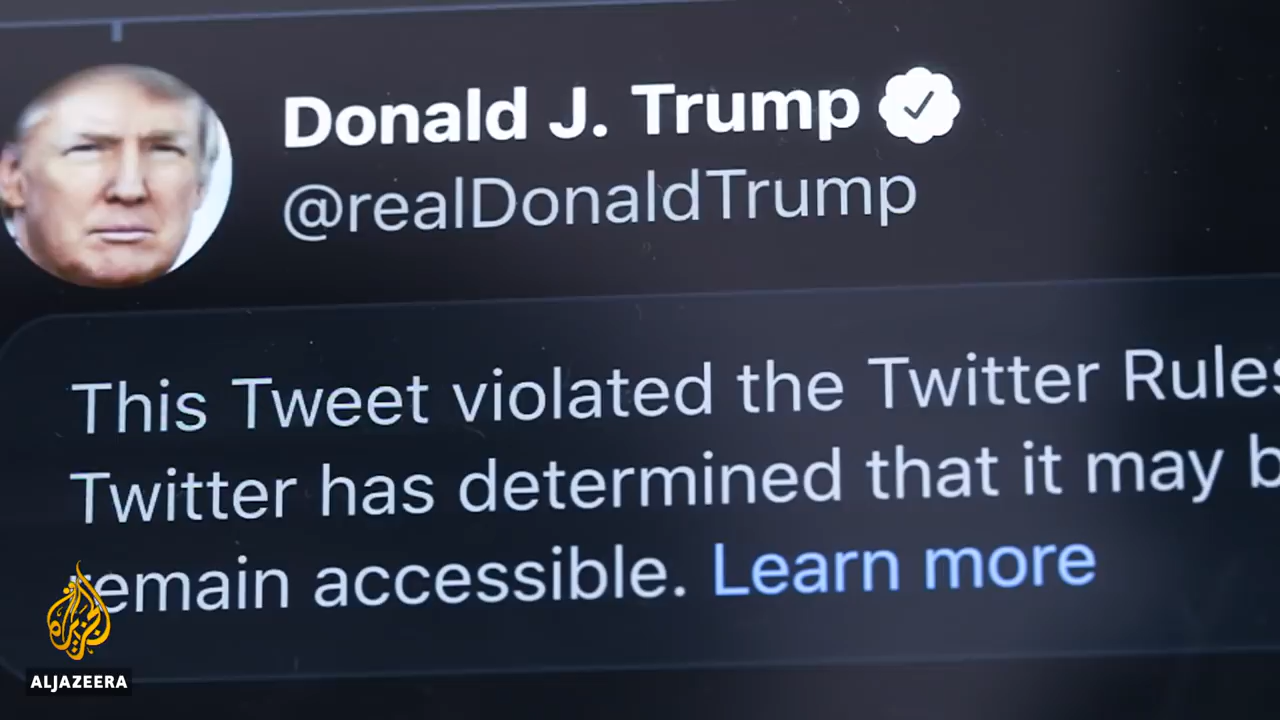 Donald J. Trump
@realDonaldTrump
This Tweet violated the Twitter Rules
Twitter has determined that it may b
remain accessible. Learn more
الجزيرة
ALJAZEERA